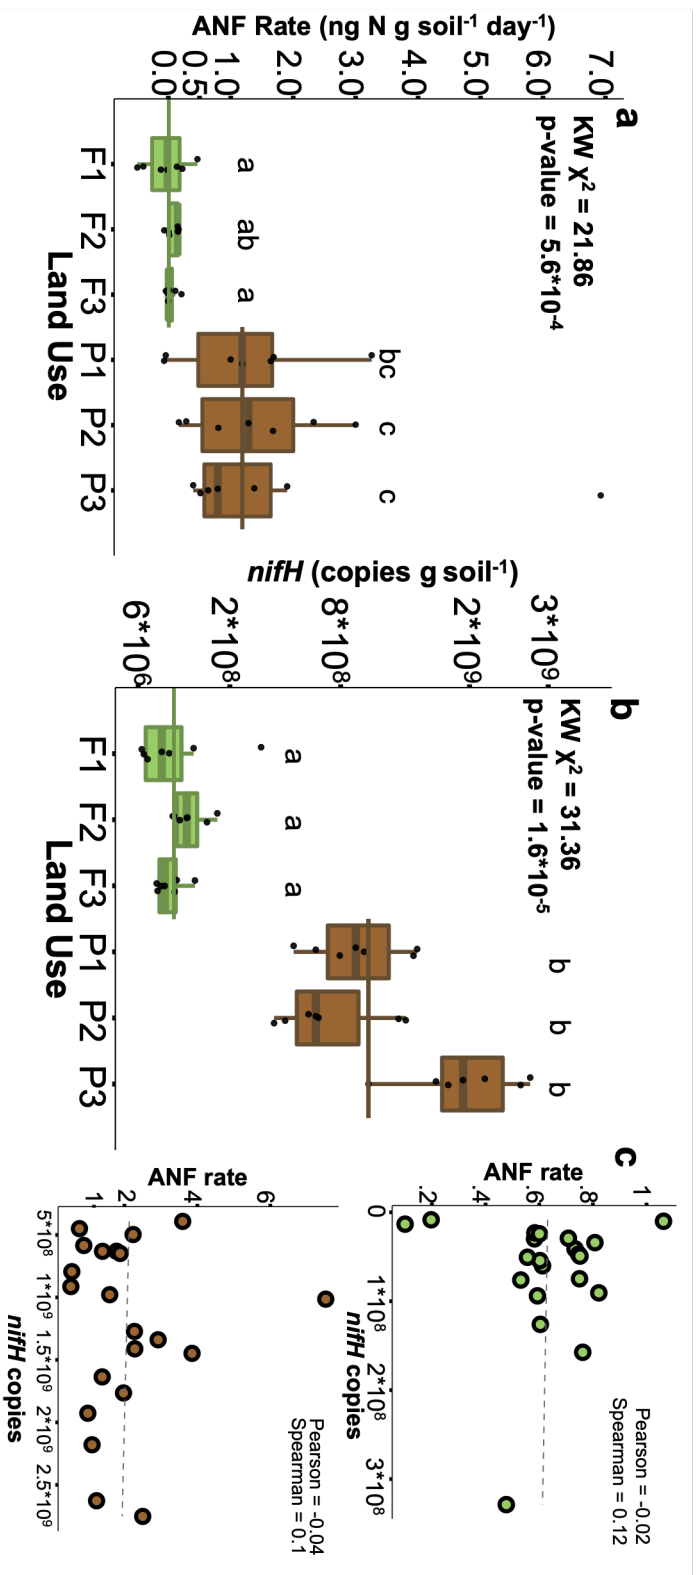 a
KW χ² = 21.86
p-value = 5.6*10⁻⁴
ANF Rate (ng N g soil⁻¹ day⁻¹)
7.0
6.0
5.0
4.0
3.0
2.0
1.0
0.5
0.0
a ab a bc c c
F1 F2 F3 P1 P2 P3
Land Use
b
KW χ² = 31.36
p-value = 1.6*10⁻⁵
nifH (copies g soil⁻¹)
3*10⁹
2*10⁹
8*10⁸
2*10⁸
6*10⁶
a a a b b b
F1 F2 F3 P1 P2 P3
Land Use
c
Pearson = -0.02
Spearman = 0.12
ANF rate
1
.8
.6
.4
.2
0 1*10⁸ 2*10⁸ 3*10⁸
nifH copies
Pearson = -0.04
Spearman = 0.1
ANF rate
6
4
2
1
5*10⁸ 1*10⁹ 1.5*10⁹ 2*10⁹ 2.5*10⁹
nifH copies